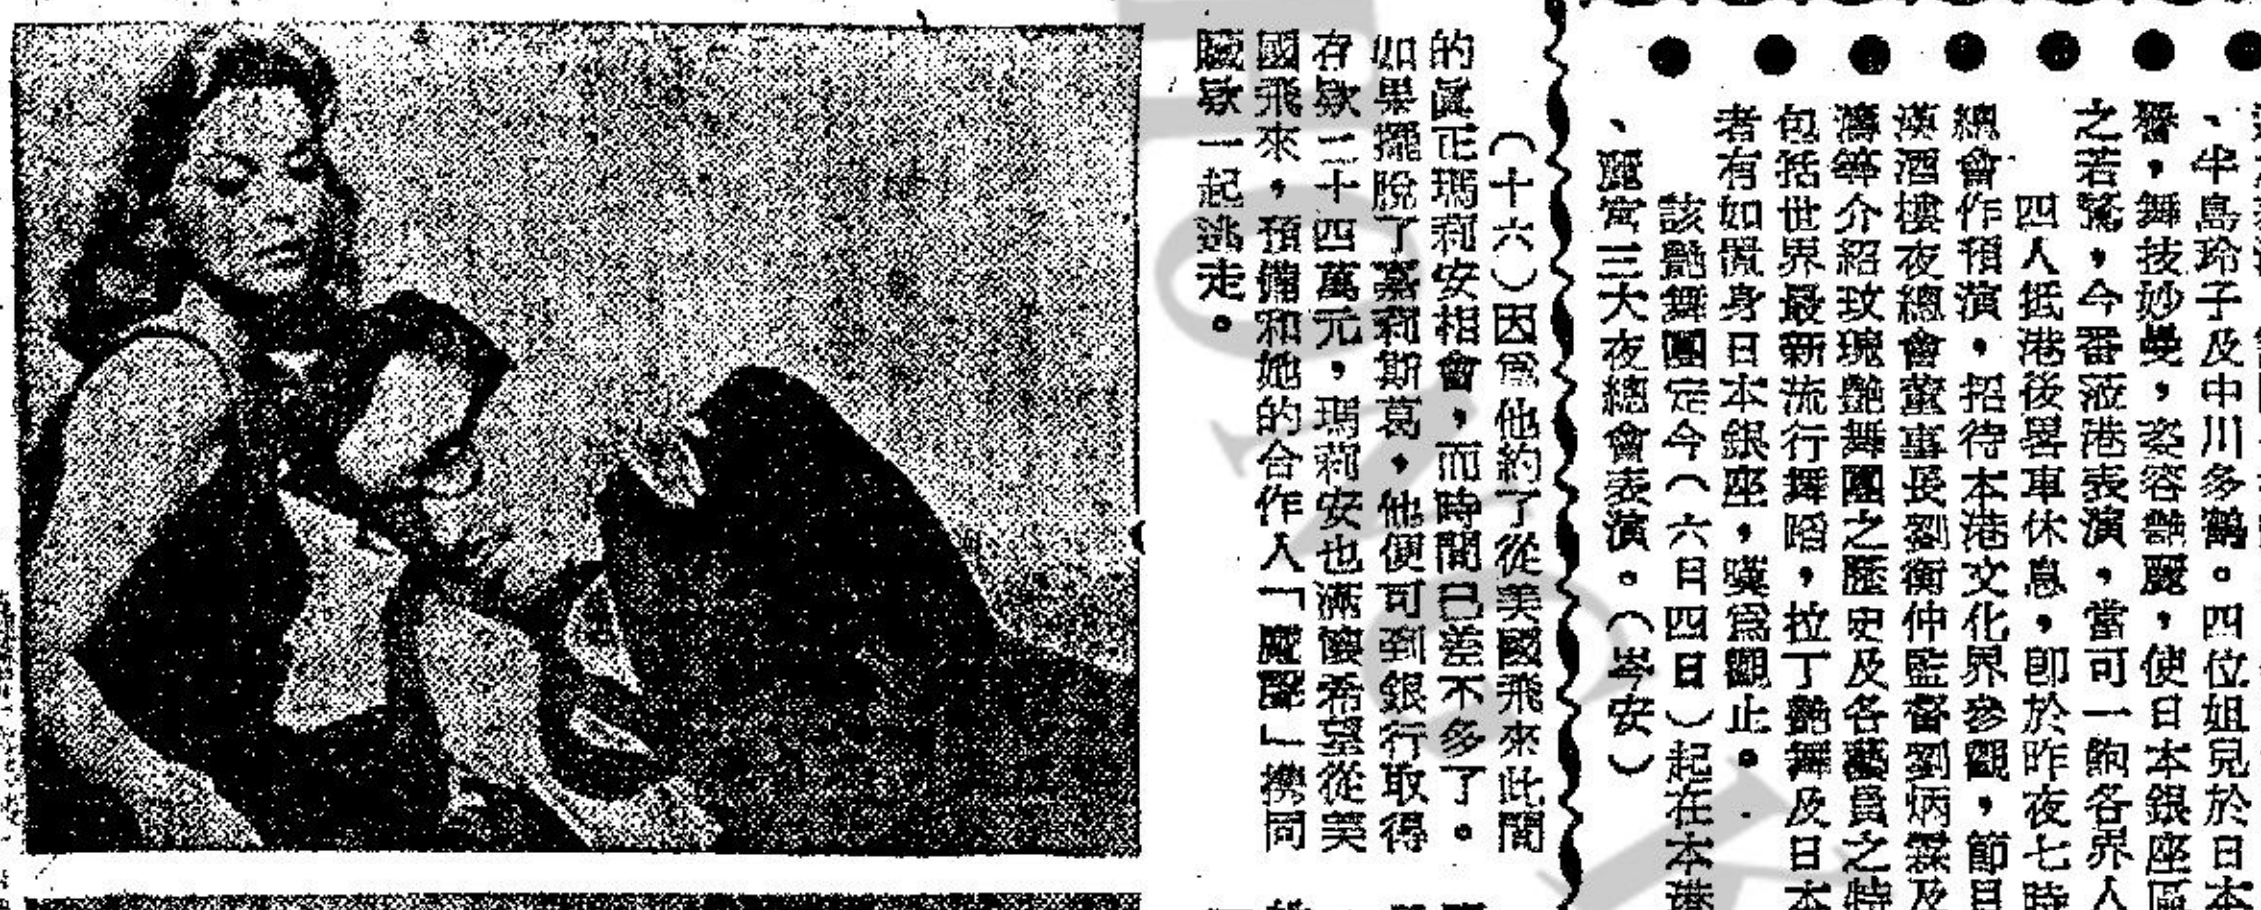 、半島玲子及中川多鶴。四位姐兒於日本
譽，舞技妙曼，姿容艷麗，使日本銀座區
之若鶩，今番蒞港表演，當可一飽各界人
四人抵港後畧車休息，卽於昨夜七時
總會作預演，招待本港文化界參觀，節目
漢酒樓夜總會董事長劉衡仲監督劉炳霖及
濤等介紹玫瑰艷舞團之歷史及各藝員之特
包括世界最新流行舞蹈，拉丁艷舞及日本
者有如置身日本銀座，嘆爲觀止。
該艷舞團定今（六日四日）起在本港
、麗宮三大夜總會表演。（岑安）
（十六）因爲他約了從美國飛來此間
的眞正瑪莉安相會，而時間已差不多了。
如果擺脫了嘉莉斯葛，他便可到銀行取得
存欵二十四萬元，瑪莉安也滿懷希望從美
國飛來，預備和她的合作人「魔聲」携同
贓欵一起逃走。